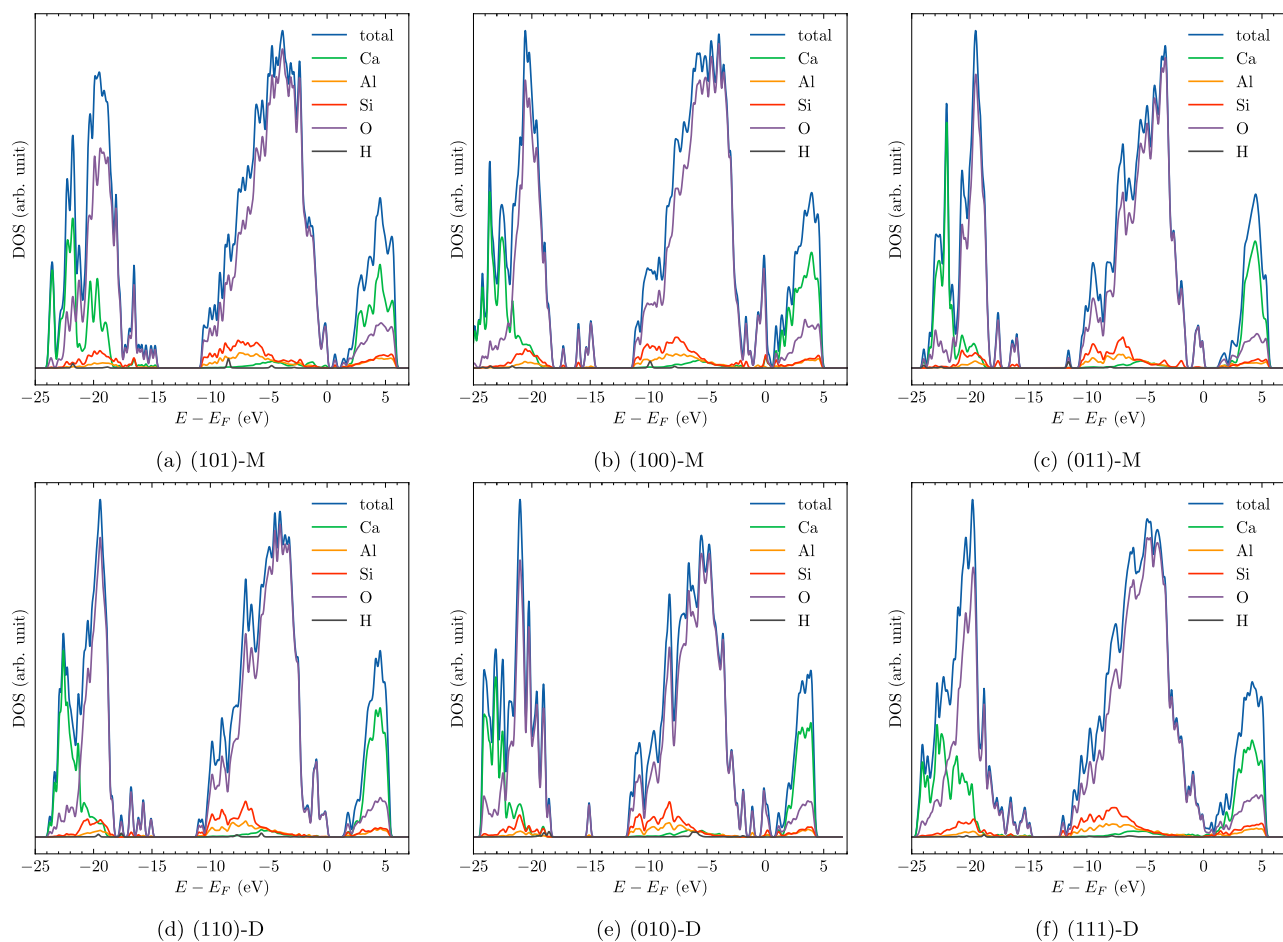 DOS (arb. unit)
total
Ca
Al
Si
O
H
−25 −20 −15 −10 −5 0 5
E − E_F (eV)
(a) (101)-M
DOS (arb. unit)
total
Ca
Al
Si
O
H
−25 −20 −15 −10 −5 0 5
E − E_F (eV)
(b) (100)-M
DOS (arb. unit)
total
Ca
Al
Si
O
H
−25 −20 −15 −10 −5 0 5
E − E_F (eV)
(c) (011)-M
DOS (arb. unit)
total
Ca
Al
Si
O
H
−25 −20 −15 −10 −5 0 5
E − E_F (eV)
(d) (110)-D
DOS (arb. unit)
total
Ca
Al
Si
O
H
−25 −20 −15 −10 −5 0 5
E − E_F (eV)
(e) (010)-D
DOS (arb. unit)
total
Ca
Al
Si
O
H
−25 −20 −15 −10 −5 0 5
E − E_F (eV)
(f) (111)-D